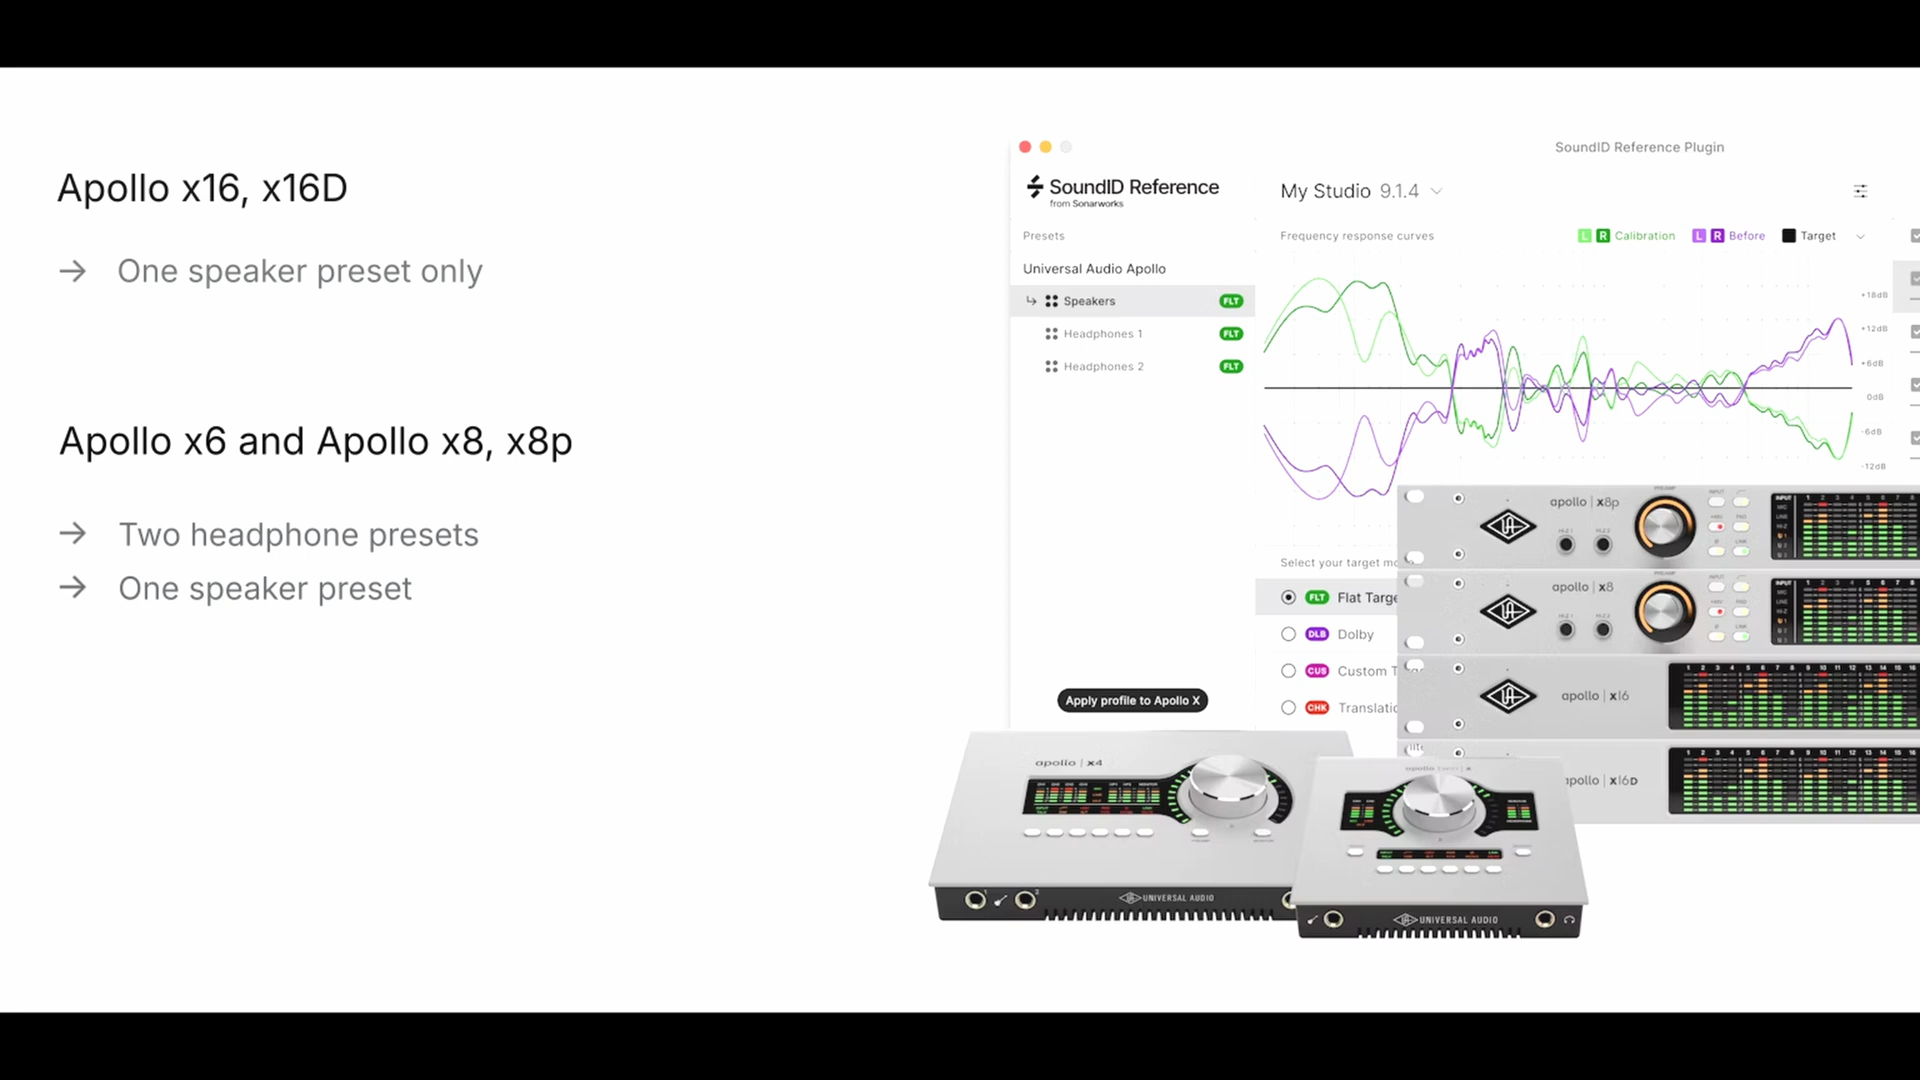 Apollo x16, x16D
→ One speaker preset only
Apollo x6 and Apollo x8, x8p
→ Two headphone presets
→ One speaker preset
SoundID Reference Plugin
SoundID Reference
from Sonarworks
My Studio 9.1.4
Presets
Frequency response curves
L R Calibration
L R Before
Target
Universal Audio Apollo
Speakers FLT
Headphones 1 FLT
Headphones 2 FLT
+18dB
+12dB
+6dB
0dB
-6dB
-12dB
Select your target mo
FLT Flat Targe
DLB Dolby
CUS Custom T
CHK Translatio
Apply profile to Apollo X
apollo | x8p
apollo | x8
apollo | x16
apollo | x16D
apollo | x4
UNIVERSAL AUDIO
UNIVERSAL AUDIO